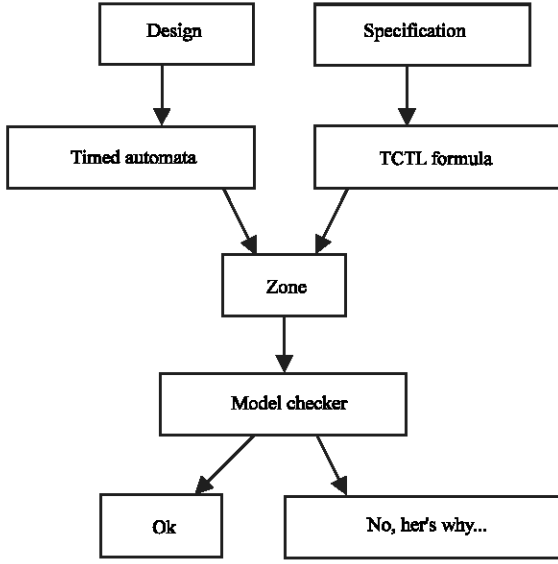 Design
Specification
Timed automata
TCTL formula
Zone
Model checker
Ok
No, her's why...